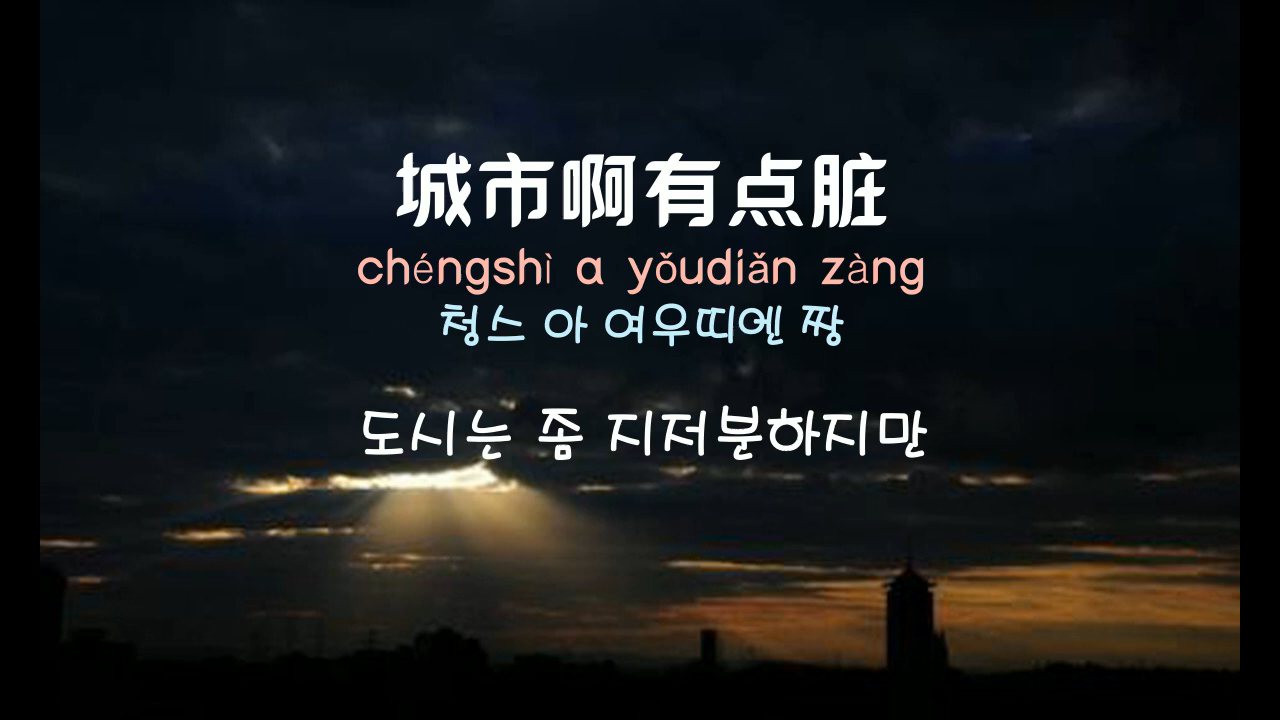 城市啊有点脏
chéngshì a yǒudiǎn zàng
청스 아 여우띠엔 짱
도시는 좀 지저분하지만